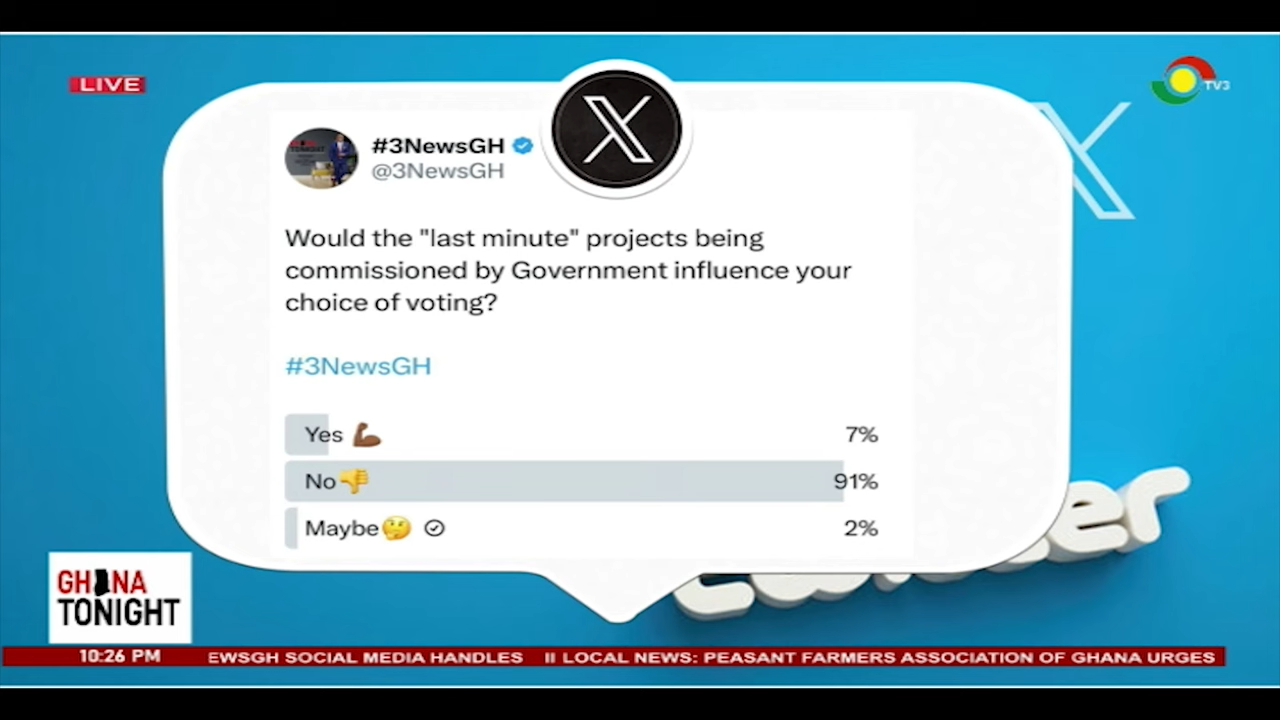 LIVE
TV3
X
X
#3NewsGH
@3NewsGH
Would the "last minute" projects being
commissioned by Government influence your
choice of voting?
#3NewsGH
Yes 💪🏾 7%
No👎 91%
Maybe🤔 2%
er
GHANA
TONIGHT
10:26 PM EWSGH SOCIAL MEDIA HANDLES II LOCAL NEWS: PEASANT FARMERS ASSOCIATION OF GHANA URGES